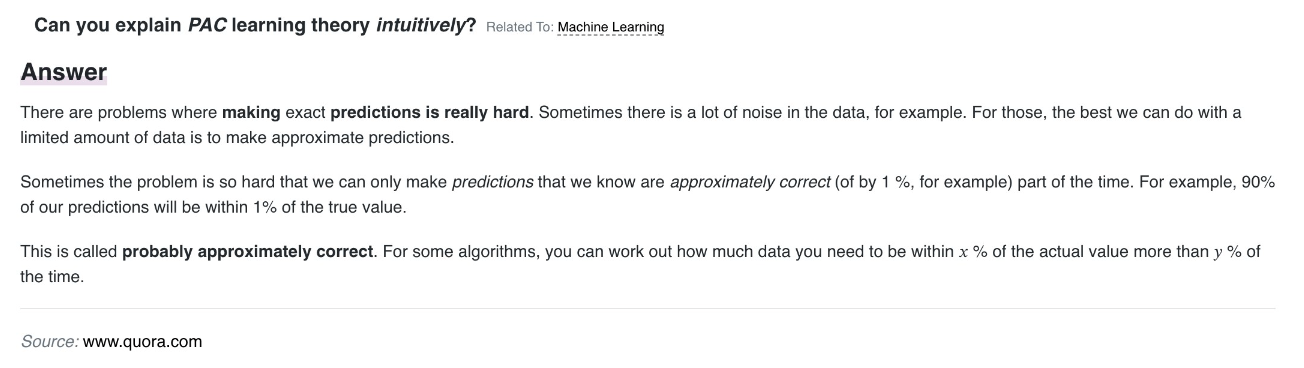 Can you explain PAC learning theory intuitively? Related To: Machine Learning
Answer
There are problems where making exact predictions is really hard. Sometimes there is a lot of noise in the data, for example. For those, the best we can do with a
limited amount of data is to make approximate predictions.
Sometimes the problem is so hard that we can only make predictions that we know are approximately correct (of by 1 %, for example) part of the time. For example, 90%
of our predictions will be within 1% of the true value.
This is called probably approximately correct. For some algorithms, you can work out how much data you need to be within x % of the actual value more than y % of
the time.
Source: www.quora.com